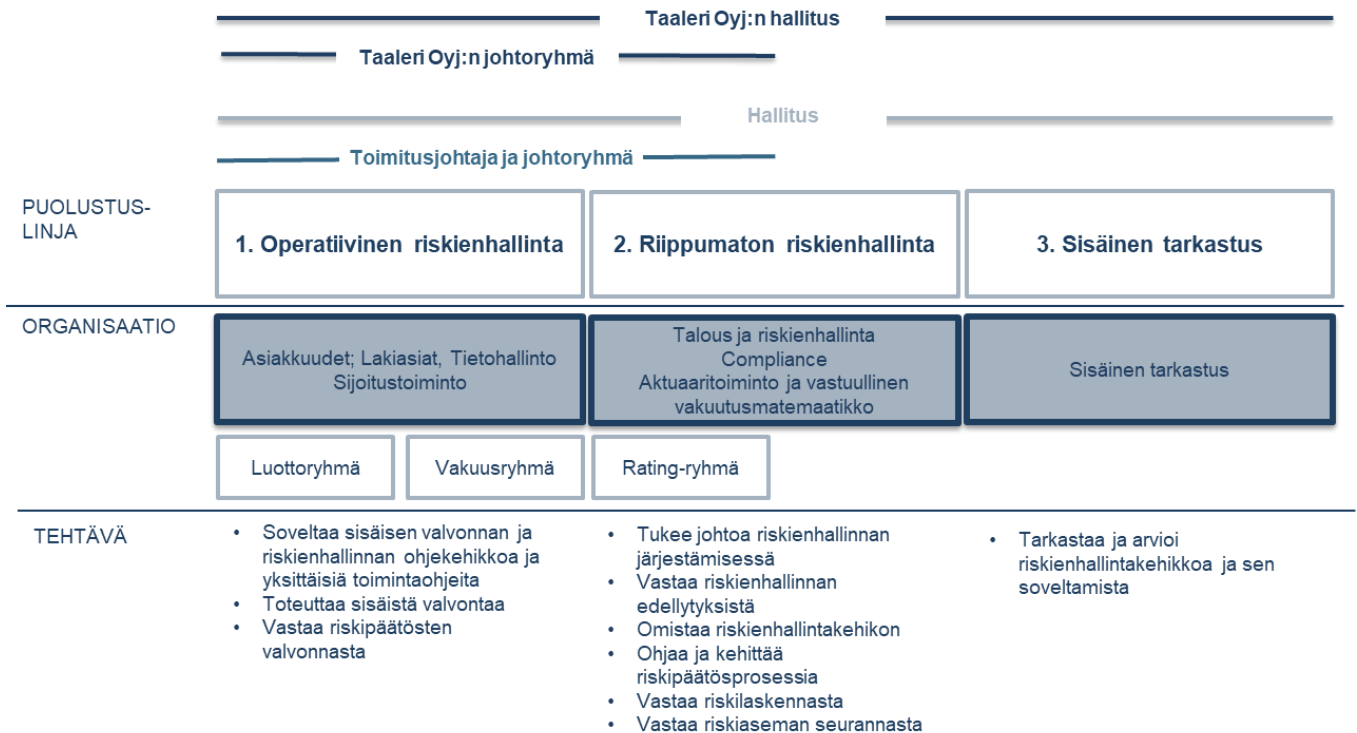 Taaleri Oyj:n hallitus
Taaleri Oyj:n johtoryhmä
Hallitus
Toimitusjohtaja ja johtoryhmä
PUOLUSTUS-
LINJA
1. Operatiivinen riskienhallinta
2. Riippumaton riskienhallinta
3. Sisäinen tarkastus
ORGANISAATIO
Asiakkuudet; Lakiasiat, Tietohallinto
Sijoitustoiminto
Talous ja riskienhallinta
Compliance
Aktuaaritoiminto ja vastuullinen
vakuutusmatemaatikko
Sisäinen tarkastus
Luottoryhmä
Vakuusryhmä
Rating-ryhmä
TEHTÄVÄ
• Soveltaa sisäisen valvonnan ja
riskienhallinnan ohjekehikkoa ja
yksittäisiä toimintaohjeita
• Toteuttaa sisäistä valvontaa
• Vastaa riskipäätösten
valvonnasta
• Tukee johtoa riskienhallinnan
järjestämisessä
• Vastaa riskienhallinnan
edellytyksistä
• Omistaa riskienhallintakehikon
• Ohjaa ja kehittää
riskipäätösprosessia
• Vastaa riskilaskennasta
• Vastaa riskiaseman seurannasta
• Tarkastaa ja arvioi
riskienhallintakehikkoa ja sen
soveltamista